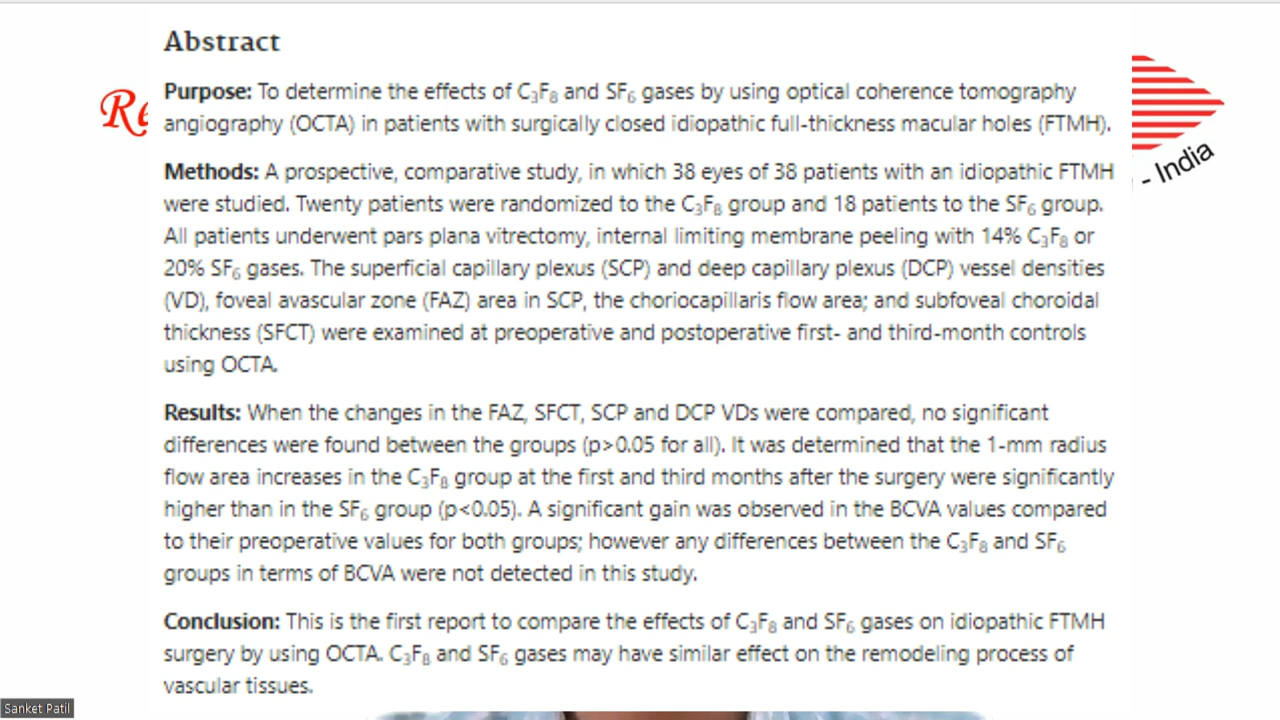 Abstract
Re
Purpose: To determine the effects of C₃F₈ and SF₆ gases by using optical coherence tomography
angiography (OCTA) in patients with surgically closed idiopathic full-thickness macular holes (FTMH).
- India
Methods: A prospective, comparative study, in which 38 eyes of 38 patients with an idiopathic FTMH
were studied. Twenty patients were randomized to the C₃F₈ group and 18 patients to the SF₆ group.
All patients underwent pars plana vitrectomy, internal limiting membrane peeling with 14% C₃F₈ or
20% SF₆ gases. The superficial capillary plexus (SCP) and deep capillary plexus (DCP) vessel densities
(VD), foveal avascular zone (FAZ) area in SCP, the choriocapillaris flow area; and subfoveal choroidal
thickness (SFCT) were examined at preoperative and postoperative first- and third-month controls
using OCTA.
Results: When the changes in the FAZ, SFCT, SCP and DCP VDs were compared, no significant
differences were found between the groups (p>0.05 for all). It was determined that the 1-mm radius
flow area increases in the C₃F₈ group at the first and third months after the surgery were significantly
higher than in the SF₆ group (p<0.05). A significant gain was observed in the BCVA values compared
to their preoperative values for both groups; however any differences between the C₃F₈ and SF₆
groups in terms of BCVA were not detected in this study.
Conclusion: This is the first report to compare the effects of C₃F₈ and SF₆ gases on idiopathic FTMH
surgery by using OCTA. C₃F₈ and SF₆ gases may have similar effect on the remodeling process of
vascular tissues.
Sanket Patil